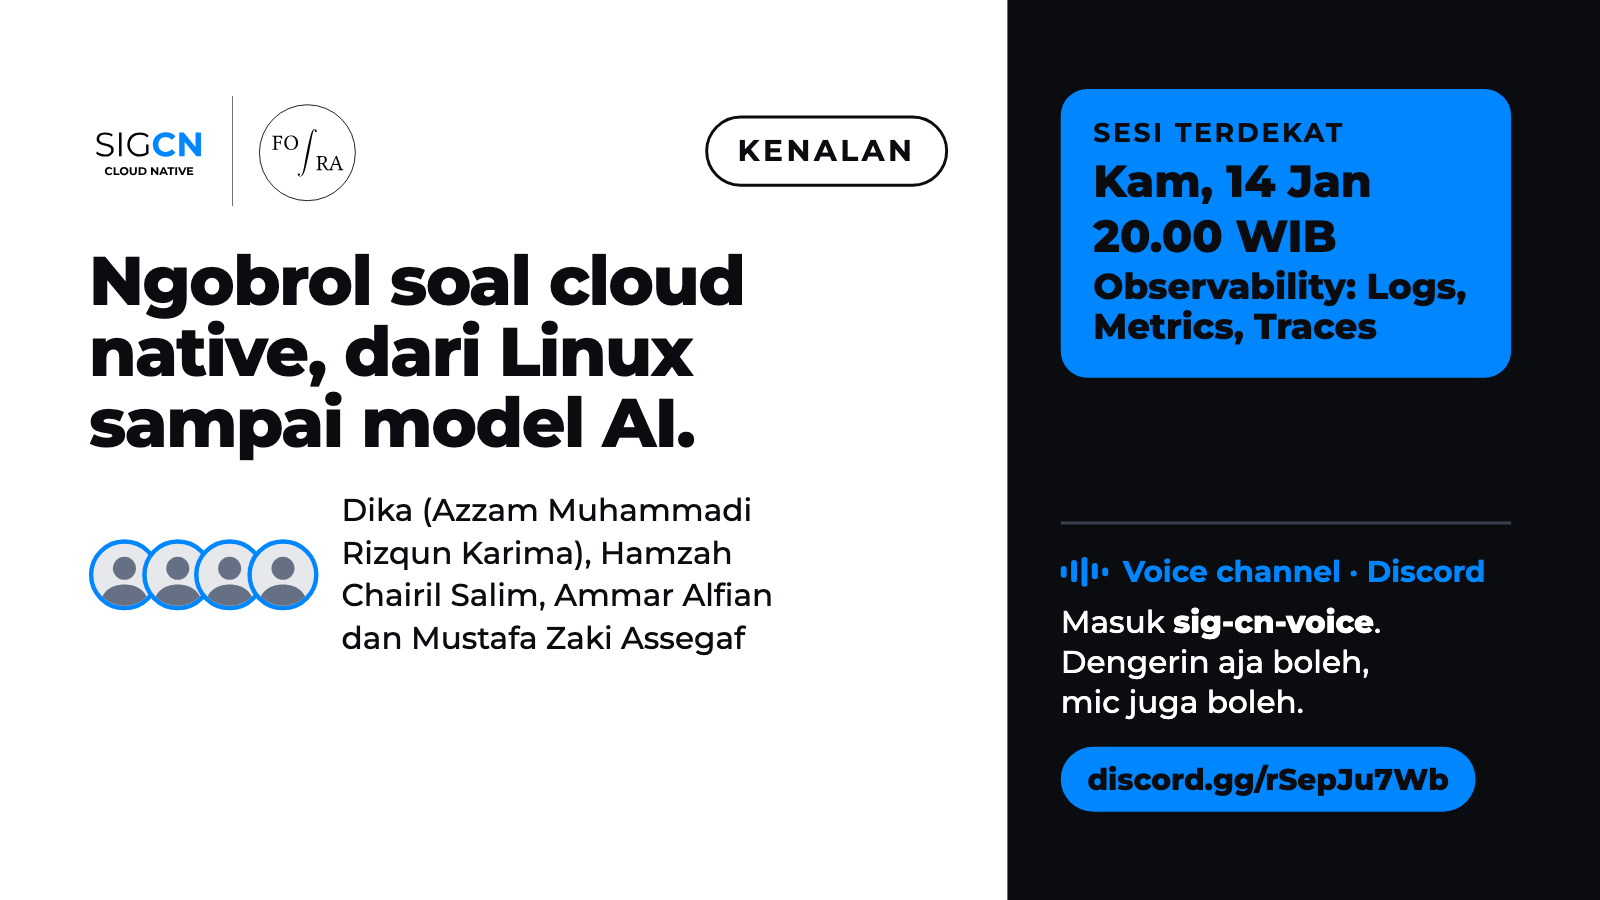 SIGCN
CLOUD NATIVE
FO RA
KENALAN
Ngobrol soal cloud
native, dari Linux
sampai model AI.
Dika (Azzam Muhammadi
Rizqun Karima), Hamzah
Chairil Salim, Ammar Alfian
dan Mustafa Zaki Assegaf
SESI TERDEKAT
Kam, 14 Jan
20.00 WIB
Observability: Logs,
Metrics, Traces
Voice channel · Discord
Masuk sig-cn-voice.
Dengerin aja boleh,
mic juga boleh.
discord.gg/rSepJu7Wb